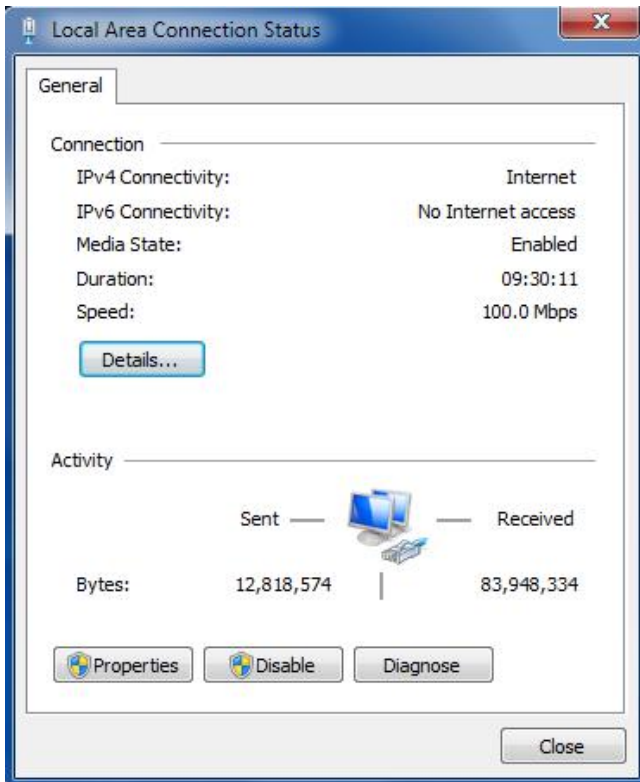 Local Area Connection Status
General
Connection
IPv4 Connectivity: Internet
IPv6 Connectivity: No Internet access
Media State: Enabled
Duration: 09:30:11
Speed: 100.0 Mbps
Details...
Activity
Sent Received
Bytes: 12,818,574 83,948,334
Properties Disable Diagnose
Close